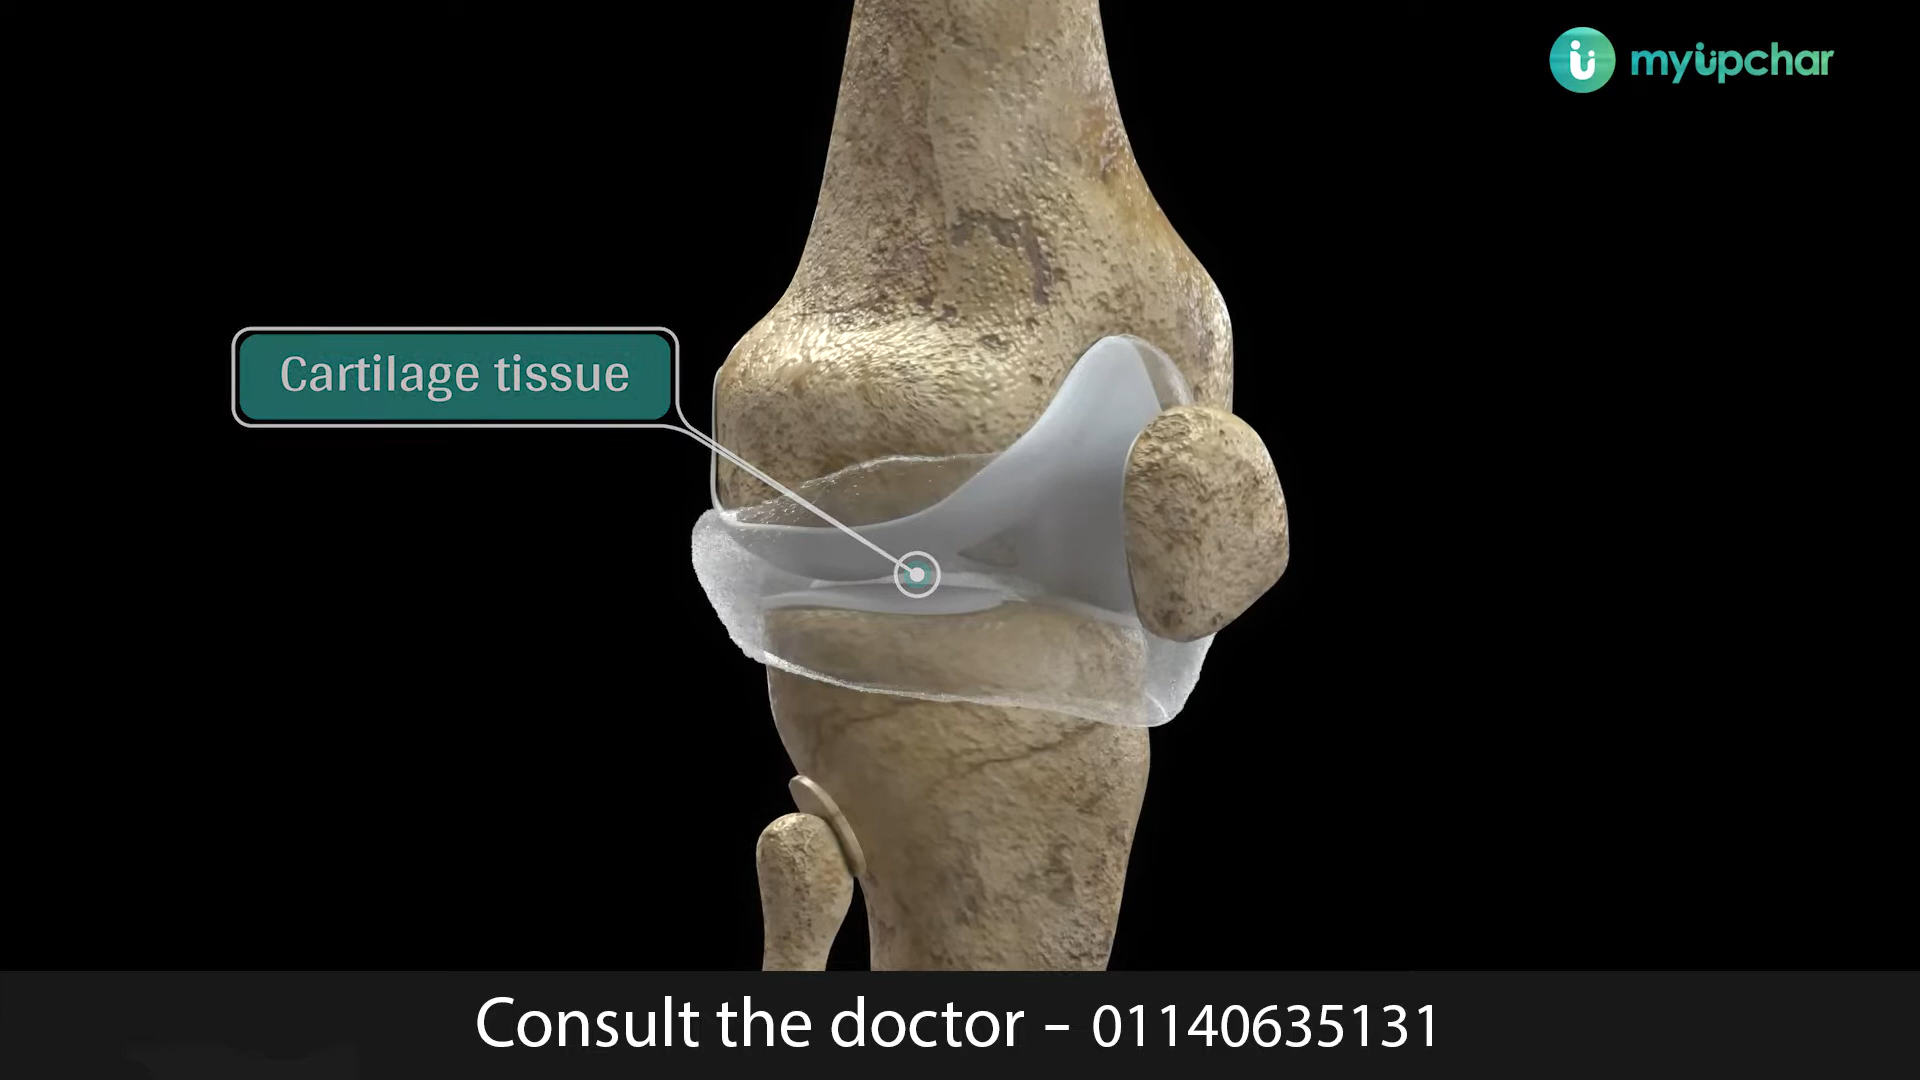 myUpchar
Cartilage tissue
Consult the doctor – 01140635131